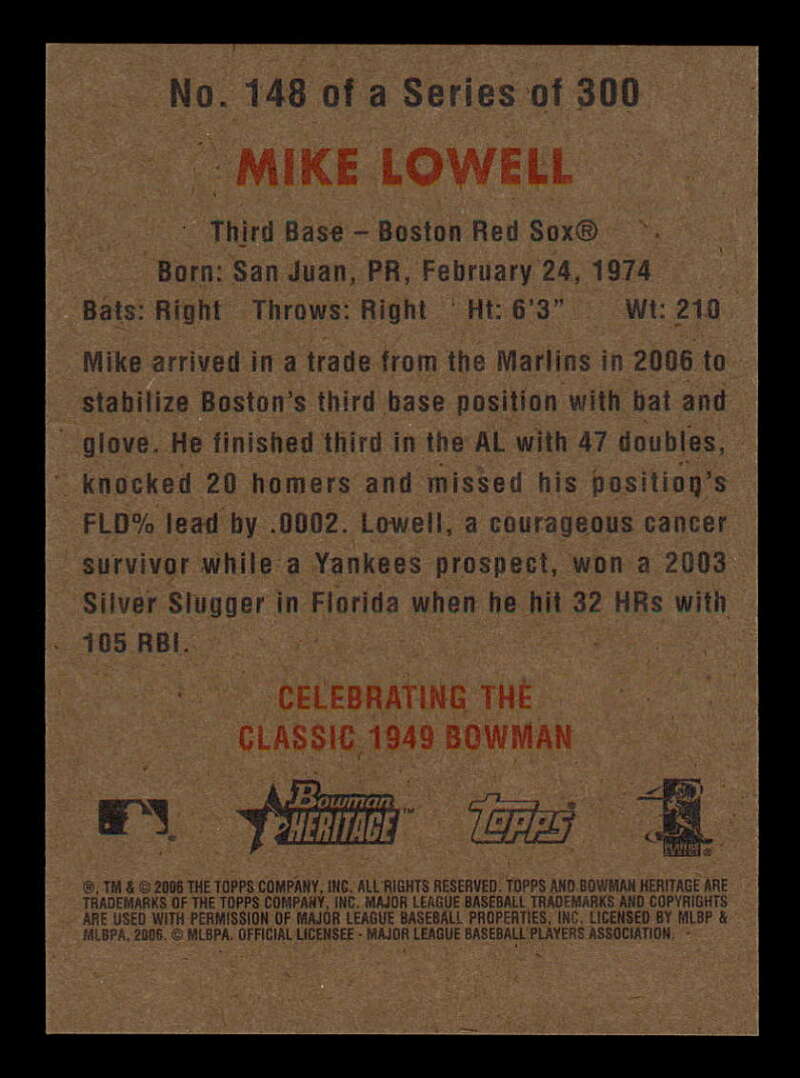 No. 148 of a Series of 300
MIKE LOWELL
Third Base – Boston Red Sox®
Born: San Juan, PR, February 24, 1974
Bats: Right Throws: Right Ht: 6'3" Wt: 210
Mike arrived in a trade from the Marlins in 2006 to
stabilize Boston's third base position with bat and
glove. He finished third in the AL with 47 doubles,
knocked 20 homers and missed his position's
FLD% lead by .0002. Lowell, a courageous cancer
survivor while a Yankees prospect, won a 2003
Silver Slugger in Florida when he hit 32 HRs with
105 RBI.
CELEBRATING THE
CLASSIC 1949 BOWMAN
Bowman HERITAGE™ Topps®
®, TM & © 2006 THE TOPPS COMPANY, INC. ALL RIGHTS RESERVED. TOPPS AND BOWMAN HERITAGE ARE
TRADEMARKS OF THE TOPPS COMPANY, INC. MAJOR LEAGUE BASEBALL TRADEMARKS AND COPYRIGHTS
ARE USED WITH PERMISSION OF MAJOR LEAGUE BASEBALL PROPERTIES, INC. LICENSED BY MLBP &
MLBPA, 2006. © MLBPA. OFFICIAL LICENSEE - MAJOR LEAGUE BASEBALL PLAYERS ASSOCIATION.